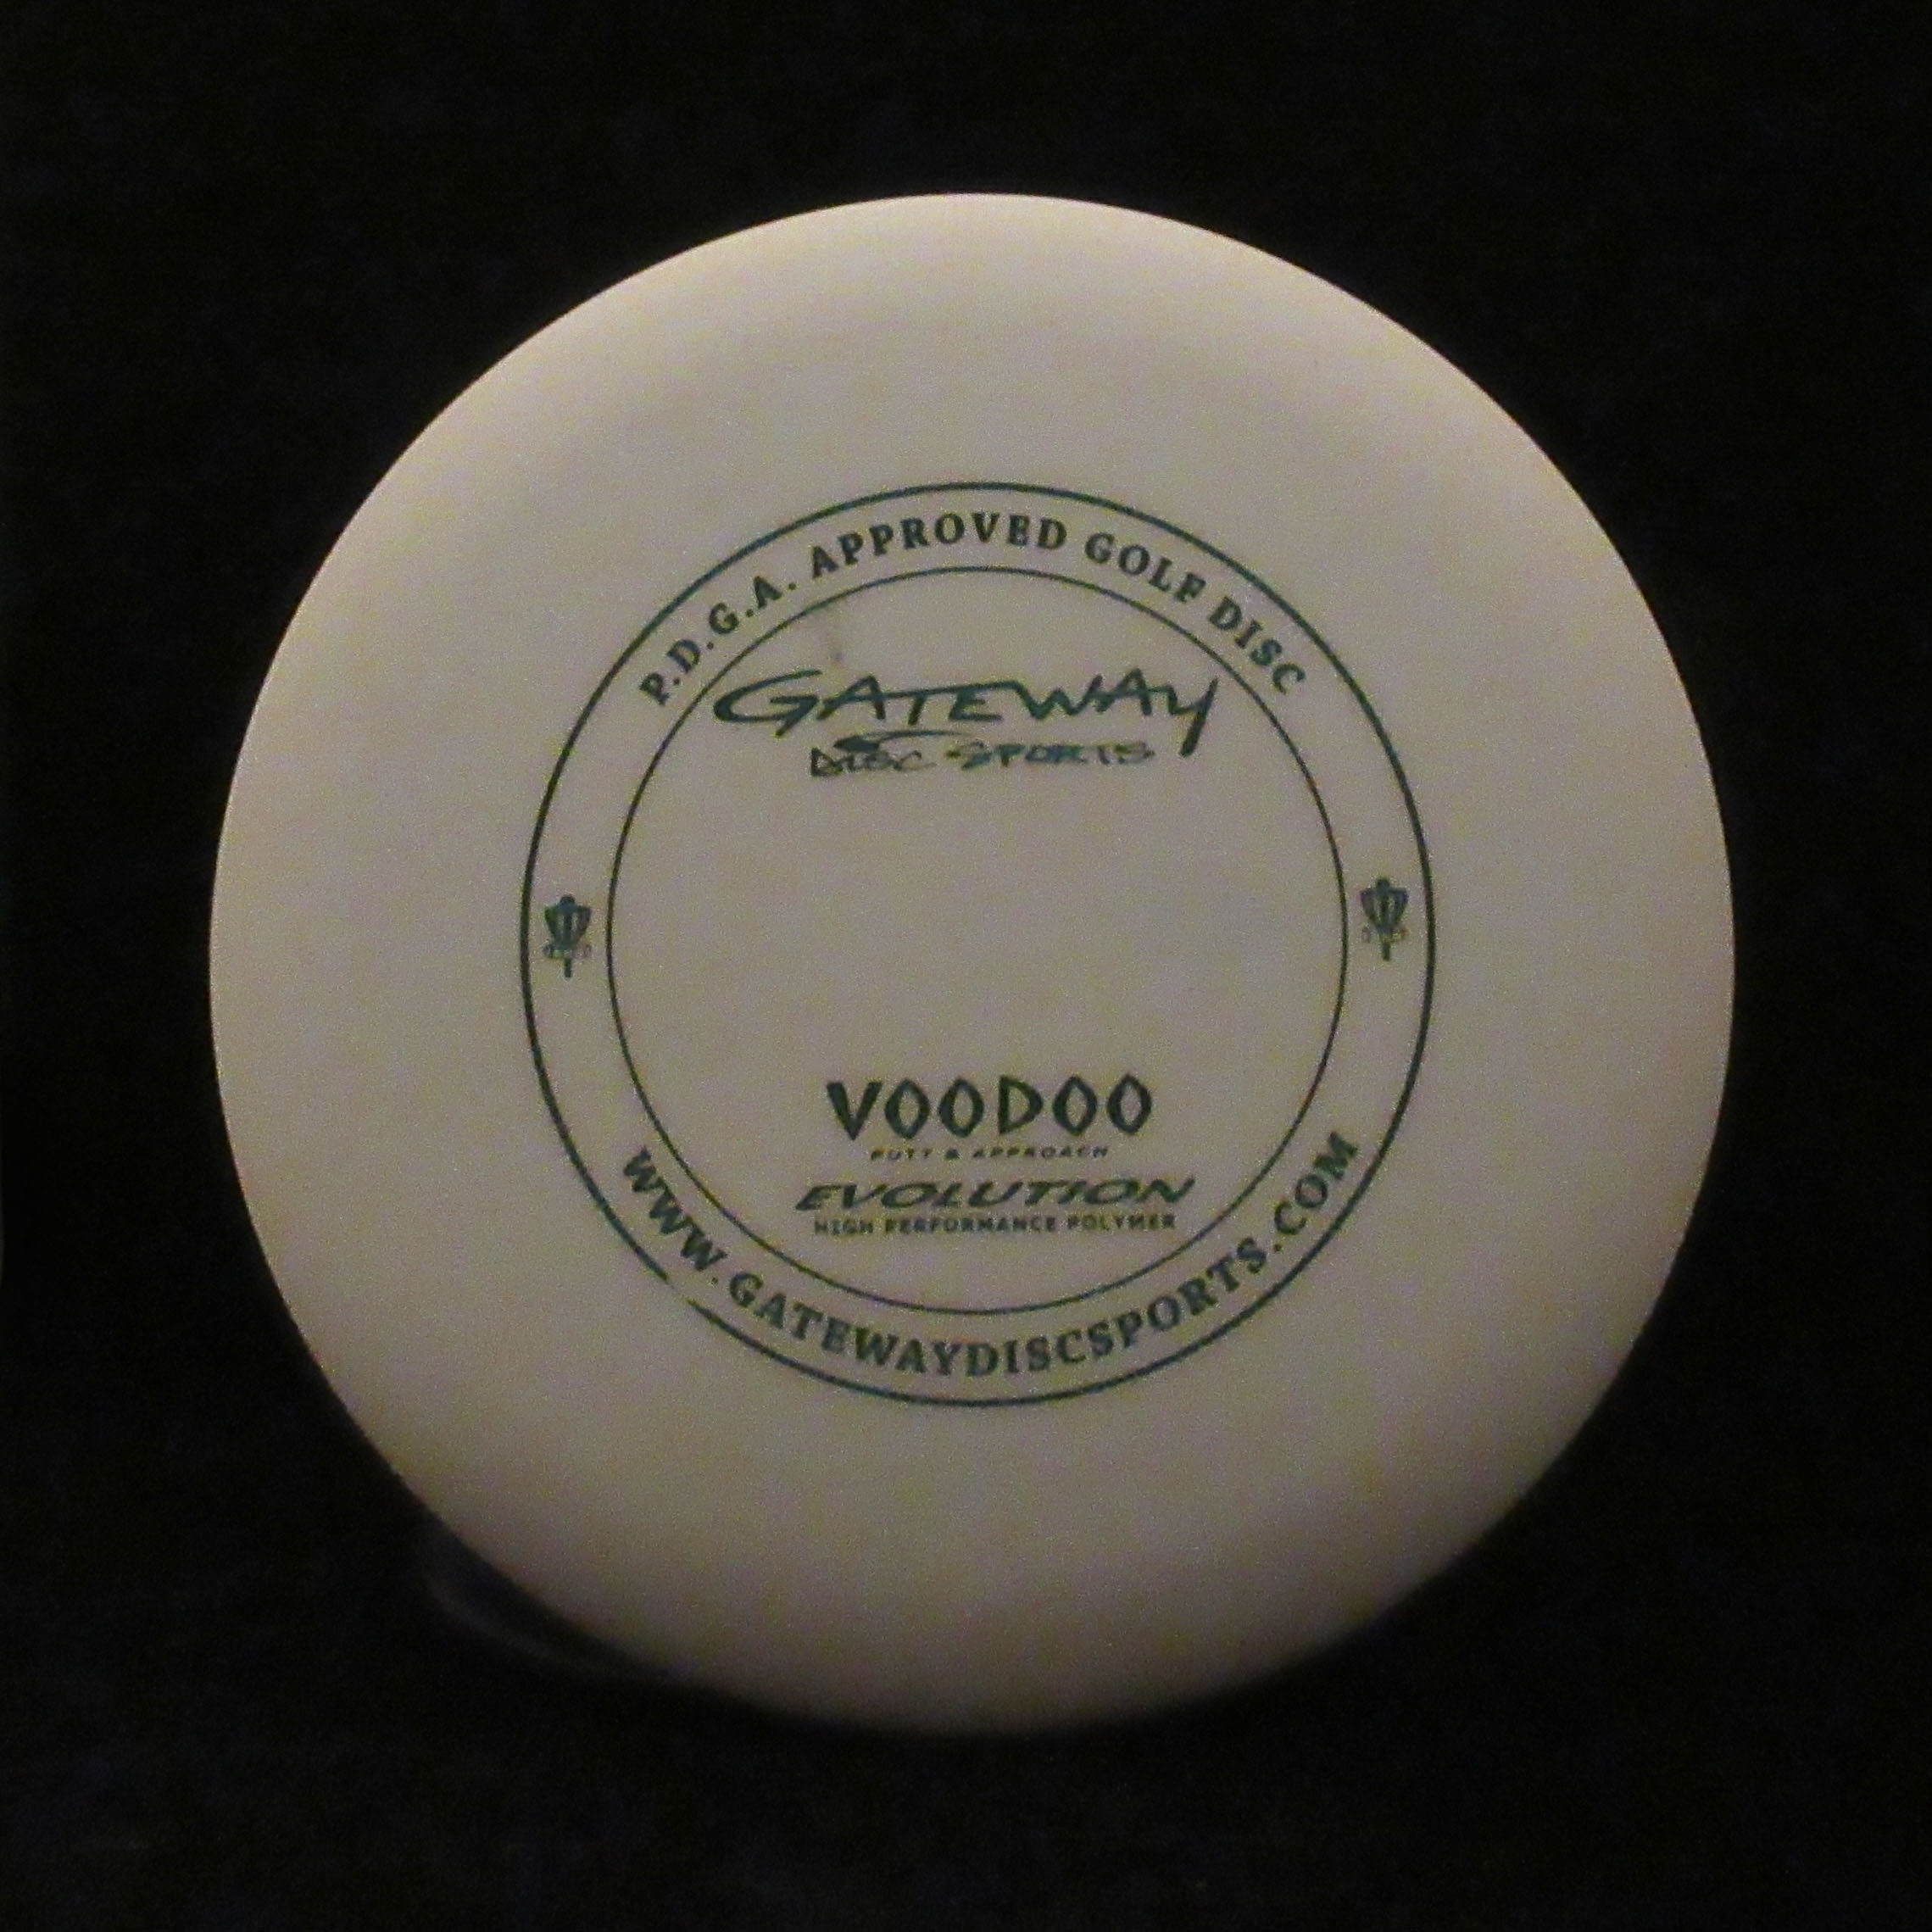 P.D.G.A. APPROVED GOLF DISC
GATEWAY
DISC SPORTS
VOODOO
PUTT & APPROACH
EVOLUTION
HIGH PERFORMANCE POLYMER
WWW.GATEWAYDISCSPORTS.COM